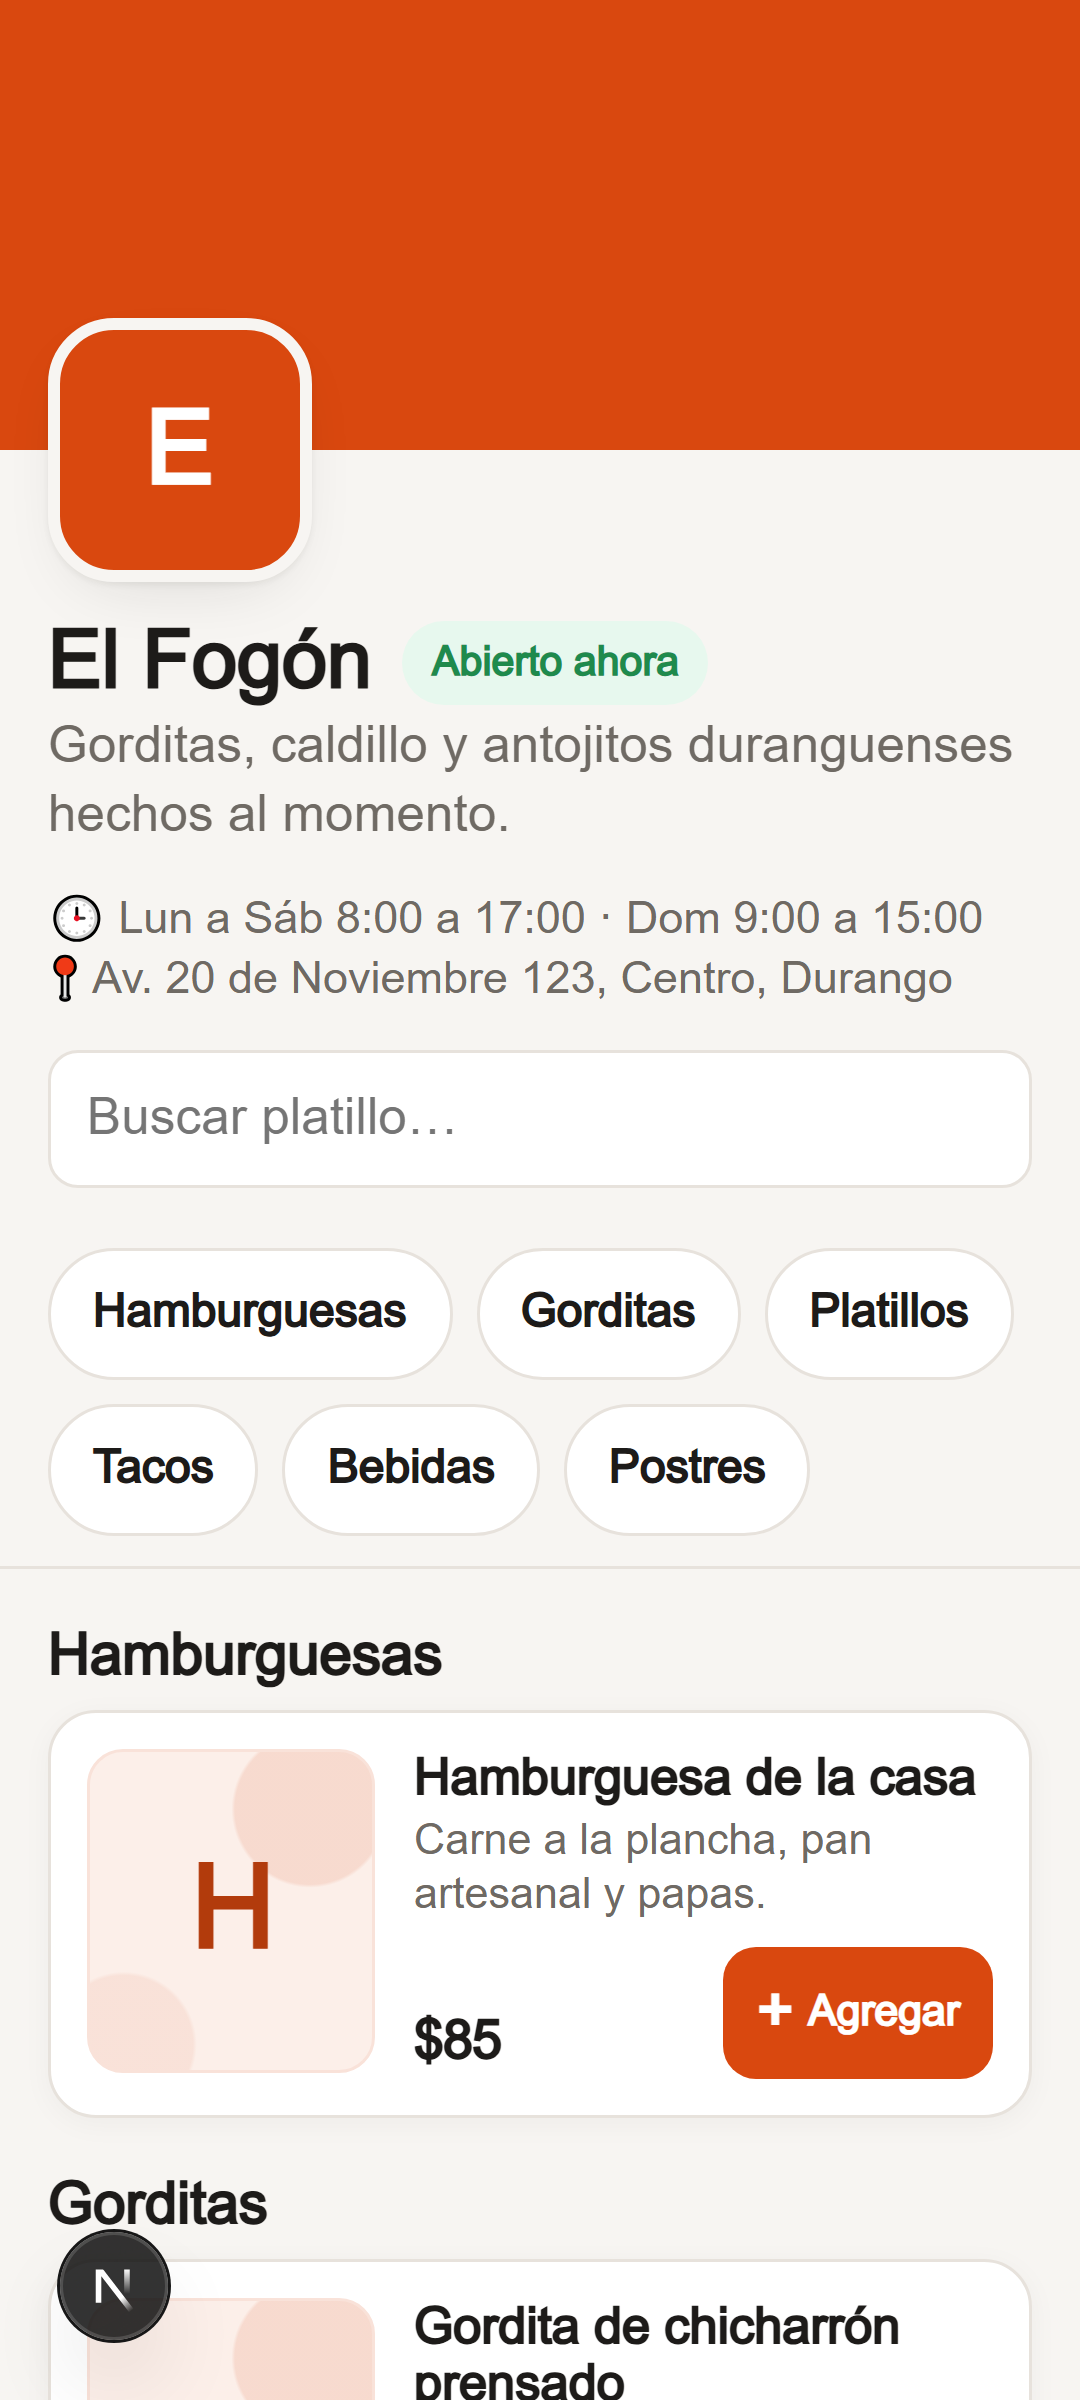 E
El Fogón
Abierto ahora
Gorditas, caldillo y antojitos duranguenses
hechos al momento.
Lun a Sáb 8:00 a 17:00 · Dom 9:00 a 15:00
Av. 20 de Noviembre 123, Centro, Durango
Buscar platillo…
Hamburguesas
Gorditas
Platillos
Tacos
Bebidas
Postres
Hamburguesas
H
Hamburguesa de la casa
Carne a la plancha, pan
artesanal y papas.
$85
+ Agregar
Gorditas
N
Gordita de chicharrón
prensado